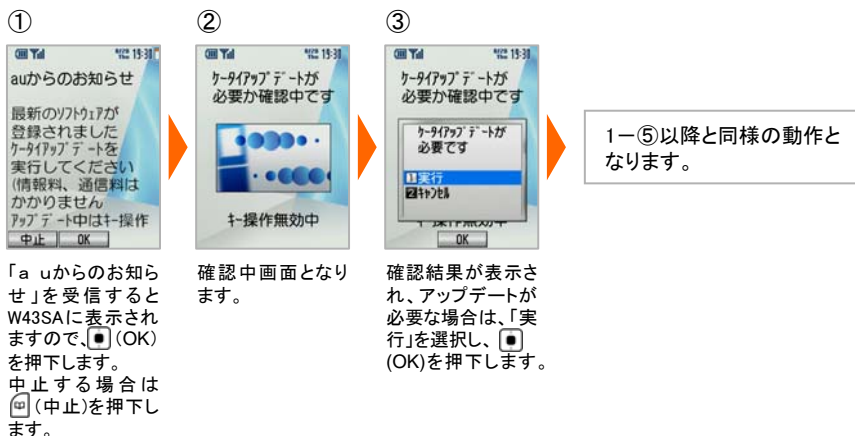 ①
19:30
auからのお知らせ
最新のソフトウェアが
登録されました
ケータイアップデートを
実行してください
(情報料、通信料は
かかりません
アップデート中はキー操作
中止 OK
「ａｕからのお知ら
せ」を受信すると
W43SAに表示され
ますので、(OK)
を押下します。
中止する場合は
(中止)を押下し
ます。
②
19:31
ケータイアップデートが
必要か確認中です
キー操作無効中
確認中画面となり
ます。
③
19:31
ケータイアップデートが
必要か確認中です
ケータイアップデートが
必要です
1実行
2キャンセル
キー操作無効中
OK
確認結果が表示さ
れ、アップデートが
必要な場合は、「実
行」を選択し、
(OK)を押下します。
1－⑤以降と同様の動作と
なります。